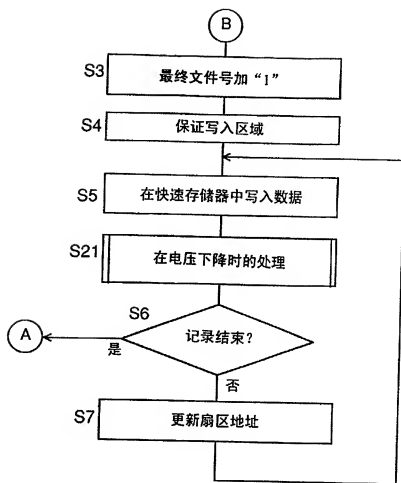 B
S3
最终文件号加“1”
S4
保证写入区域
S5
在快速存储器中写入数据
S21
在电压下降时的处理
S6
记录结束?
A
是
否
S7
更新扇区地址